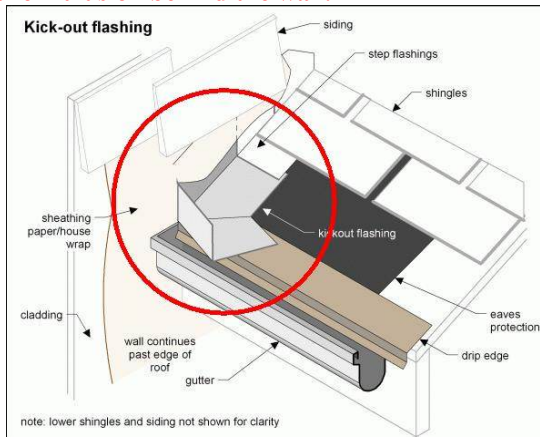 Kick-out flashing
siding
step flashings
shingles
kickout flashing
sheathing
paper/house
wrap
eaves
protection
cladding
wall continues
past edge of
roof
drip edge
gutter
note: lower shingles and siding not shown for clarity